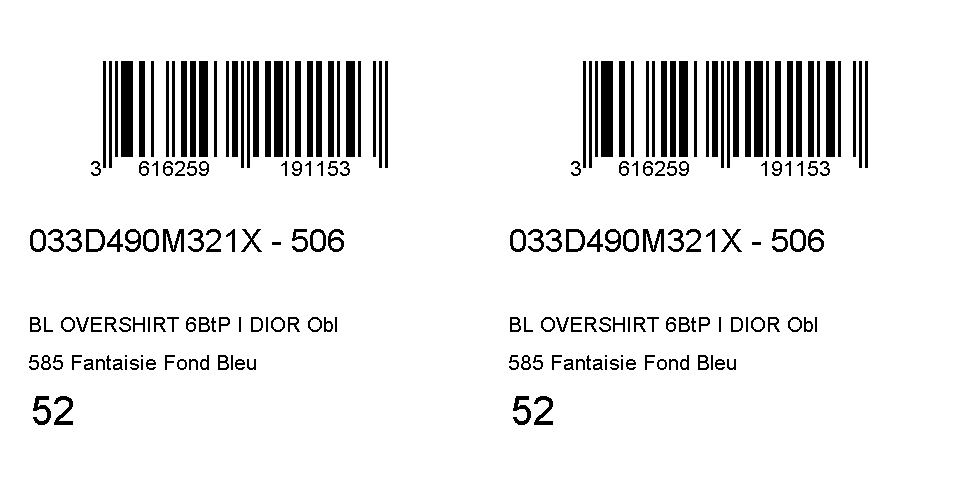 3 616259 191153
033D490M321X - 506
BL OVERSHIRT 6BtP I DIOR Obl
585 Fantaisie Fond Bleu
52
3 616259 191153
033D490M321X - 506
BL OVERSHIRT 6BtP I DIOR Obl
585 Fantaisie Fond Bleu
52